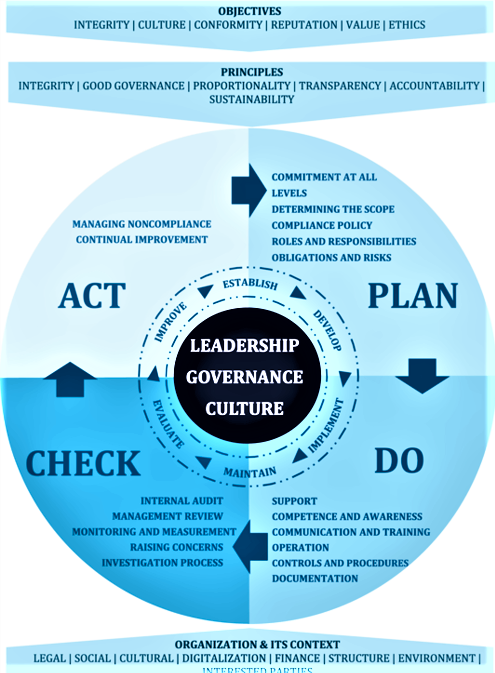 OBJECTIVES
INTEGRITY | CULTURE | CONFORMITY | REPUTATION | VALUE | ETHICS
PRINCIPLES
INTEGRITY | GOOD GOVERNANCE | PROPORTIONALITY | TRANSPARENCY | ACCOUNTABILITY |
SUSTAINABILITY
COMMITMENT AT ALL
LEVELS
DETERMINING THE SCOPE
COMPLIANCE POLICY
ROLES AND RESPONSIBILITIES
OBLIGATIONS AND RISKS
MANAGING NONCOMPLIANCE
CONTINUAL IMPROVEMENT
ACT
PLAN
ESTABLISH
DEVELOP
IMPLEMENT
MAINTAIN
EVALUATE
IMPROVE
LEADERSHIP
GOVERNANCE
CULTURE
CHECK
DO
INTERNAL AUDIT
MANAGEMENT REVIEW
MONITORING AND MEASUREMENT
RAISING CONCERNS
INVESTIGATION PROCESS
SUPPORT
COMPETENCE AND AWARENESS
COMMUNICATION AND TRAINING
OPERATION
CONTROLS AND PROCEDURES
DOCUMENTATION
ORGANIZATION & ITS CONTEXT
LEGAL | SOCIAL | CULTURAL | DIGITALIZATION | FINANCE | STRUCTURE | ENVIRONMENT |
INTERESTED PARTIES